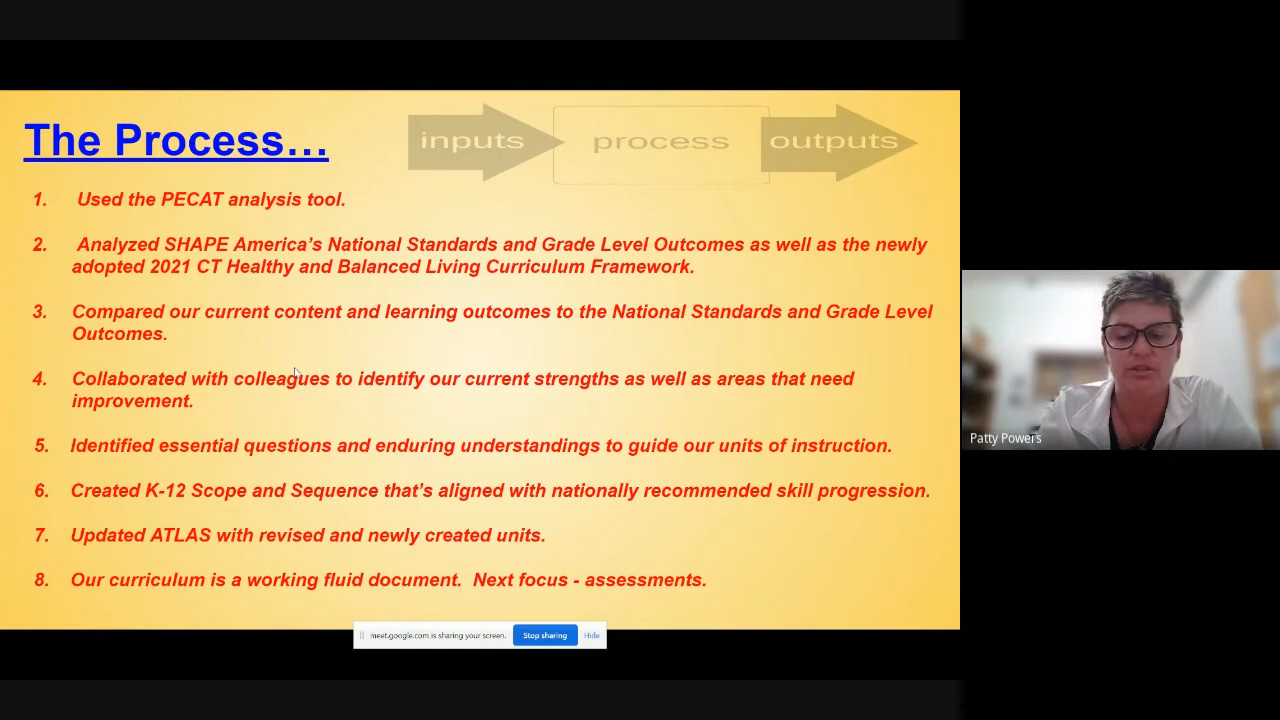 inputs process outputs
The Process…
1. Used the PECAT analysis tool.
2. Analyzed SHAPE America’s National Standards and Grade Level Outcomes as well as the newly
adopted 2021 CT Healthy and Balanced Living Curriculum Framework.
3. Compared our current content and learning outcomes to the National Standards and Grade Level
Outcomes.
4. Collaborated with colleagues to identify our current strengths as well as areas that need
improvement.
5. Identified essential questions and enduring understandings to guide our units of instruction.
6. Created K-12 Scope and Sequence that’s aligned with nationally recommended skill progression.
7. Updated ATLAS with revised and newly created units.
8. Our curriculum is a working fluid document. Next focus - assessments.
meet.google.com is sharing your screen. Stop sharing Hide
Patty Powers